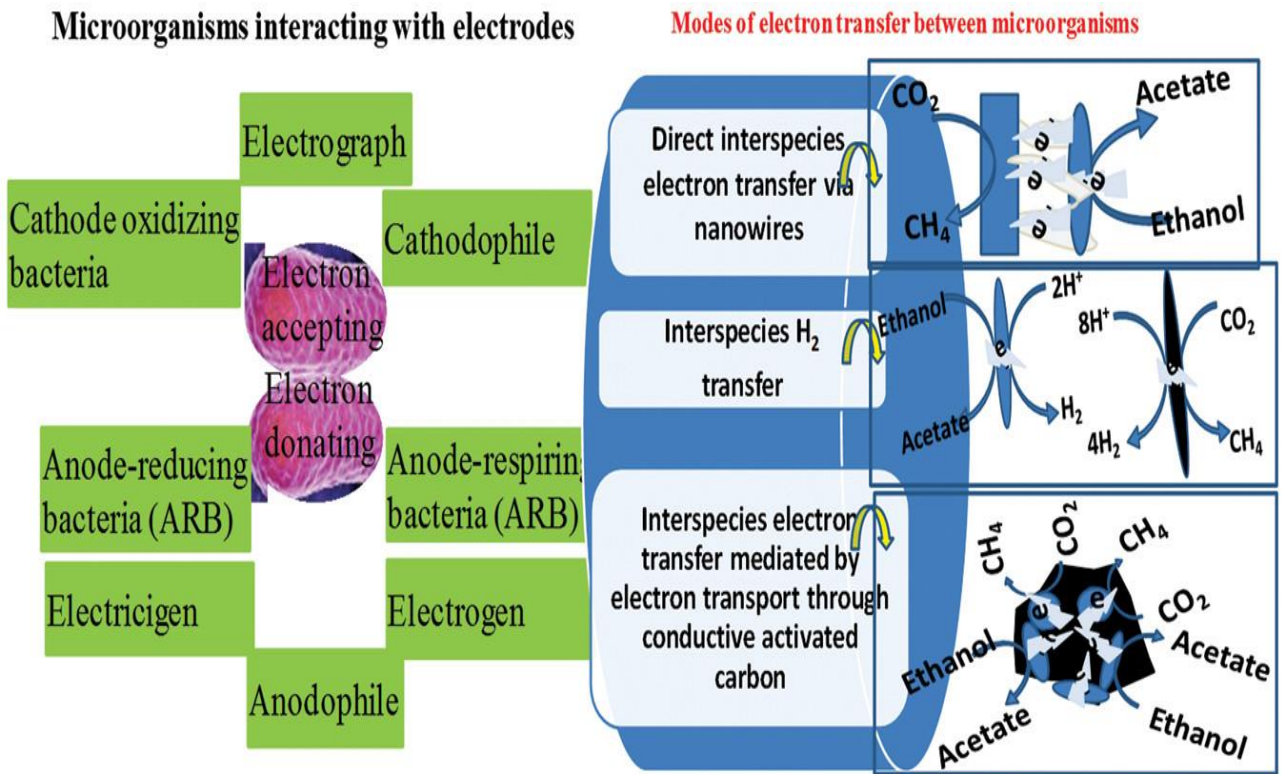 Microorganisms interacting with electrodes
Modes of electron transfer between microorganisms
Electrograph
Cathode oxidizing
bacteria
Cathodophile
Electron
accepting
Electron
donating
Anode-reducing
bacteria (ARB)
Anode-respiring
bacteria (ARB)
Electricigen
Electrogen
Anodophile
Direct interspecies
electron transfer via
nanowires
Interspecies H₂
transfer
Interspecies electron
transfer mediated by
electron transport through
conductive activated
carbon
CO₂
Acetate
e⁻
e⁻
e⁻
e⁻
e⁻
CH₄
Ethanol
Ethanol
2H⁺
8H⁺
CO₂
e
e
Acetate
H₂
4H₂
CH₄
CH₄
CO₂
CH₄
e
e
CO₂
Ethanol
Acetate
Acetate
Ethanol